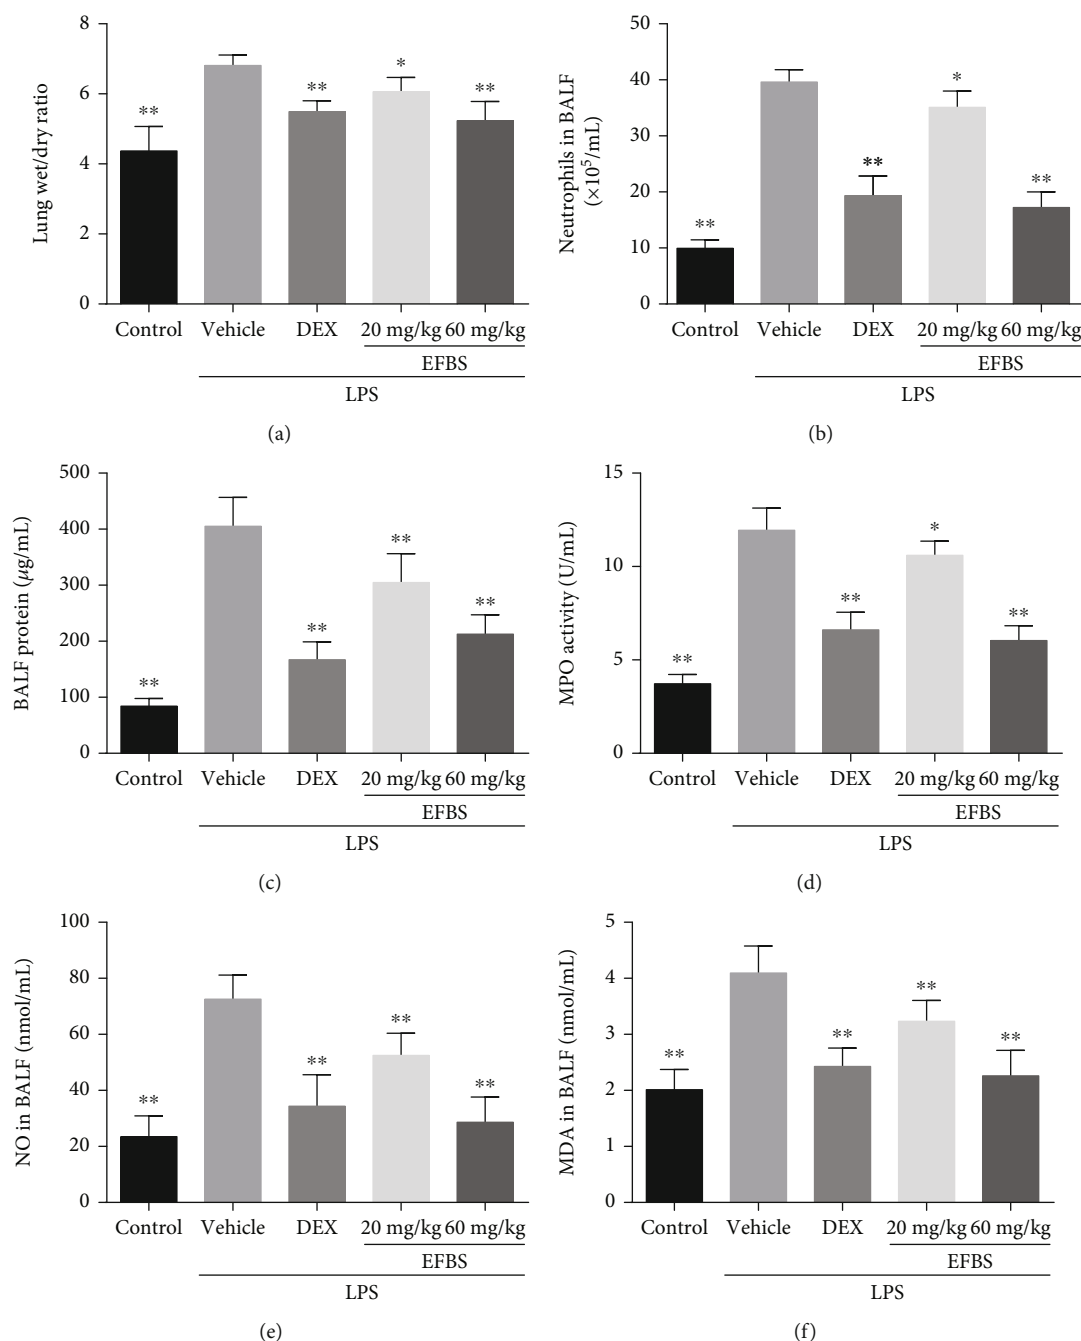 Lung wet/dry ratio
8
6
4
2
0
** ** * **
Control Vehicle DEX 20 mg/kg 60 mg/kg
EFBS
LPS
(a)
Neutrophils in BALF
(×10⁵/mL)
50
40
30
20
10
0
** ** * **
Control Vehicle DEX 20 mg/kg 60 mg/kg
EFBS
LPS
(b)
BALF protein (μg/mL)
500
400
300
200
100
0
** ** ** **
Control Vehicle DEX 20 mg/kg 60 mg/kg
EFBS
LPS
(c)
MPO activity (U/mL)
15
10
5
0
** ** * **
Control Vehicle DEX 20 mg/kg 60 mg/kg
EFBS
LPS
(d)
NO in BALF (nmol/mL)
100
80
60
40
20
0
** ** ** **
Control Vehicle DEX 20 mg/kg 60 mg/kg
EFBS
LPS
(e)
MDA in BALF (nmol/mL)
5
4
3
2
1
0
** ** ** **
Control Vehicle DEX 20 mg/kg 60 mg/kg
EFBS
LPS
(f)